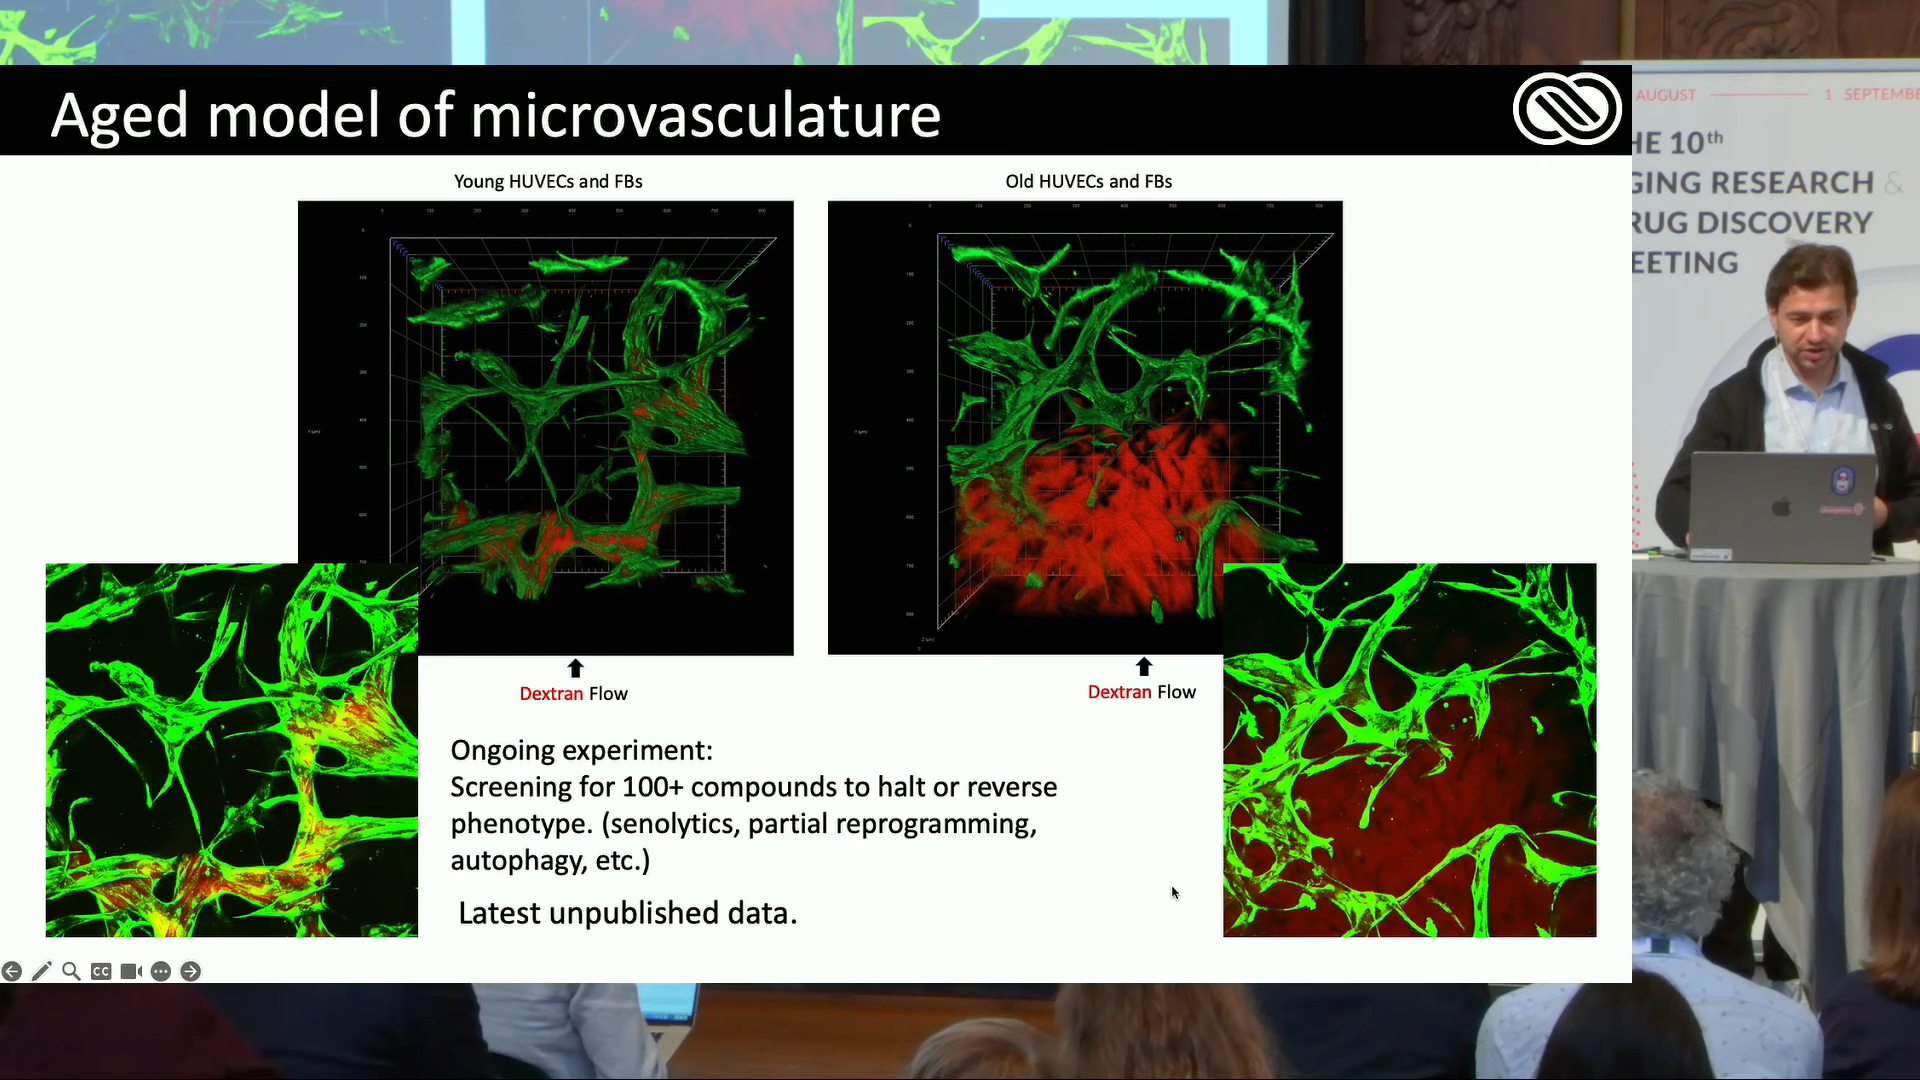 Aged model of microvasculature
AUGUST 1 SEPTEMBE
HE 10th
GING RESEARCH &
RUG DISCOVERY
EETING
Young HUVECs and FBs
Old HUVECs and FBs
Dextran Flow
Dextran Flow
Ongoing experiment:
Screening for 100+ compounds to halt or reverse
phenotype. (senolytics, partial reprogramming,
autophagy, etc.)
Latest unpublished data.
CC